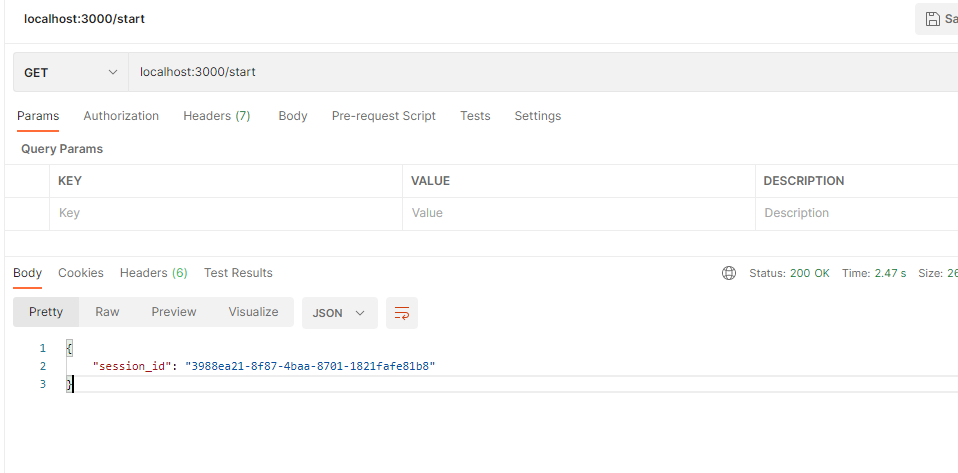 localhost:3000/start
Sa
GET localhost:3000/start
Params Authorization Headers (7) Body Pre-request Script Tests Settings
Query Params
KEY VALUE DESCRIPTION
Key Value Description
Body Cookies Headers (6) Test Results Status: 200 OK Time: 2.47 s Size: 26
Pretty Raw Preview Visualize JSON
1 {
2 "session_id": "3988ea21-8f87-4baa-8701-1821fafe81b8"
3 }